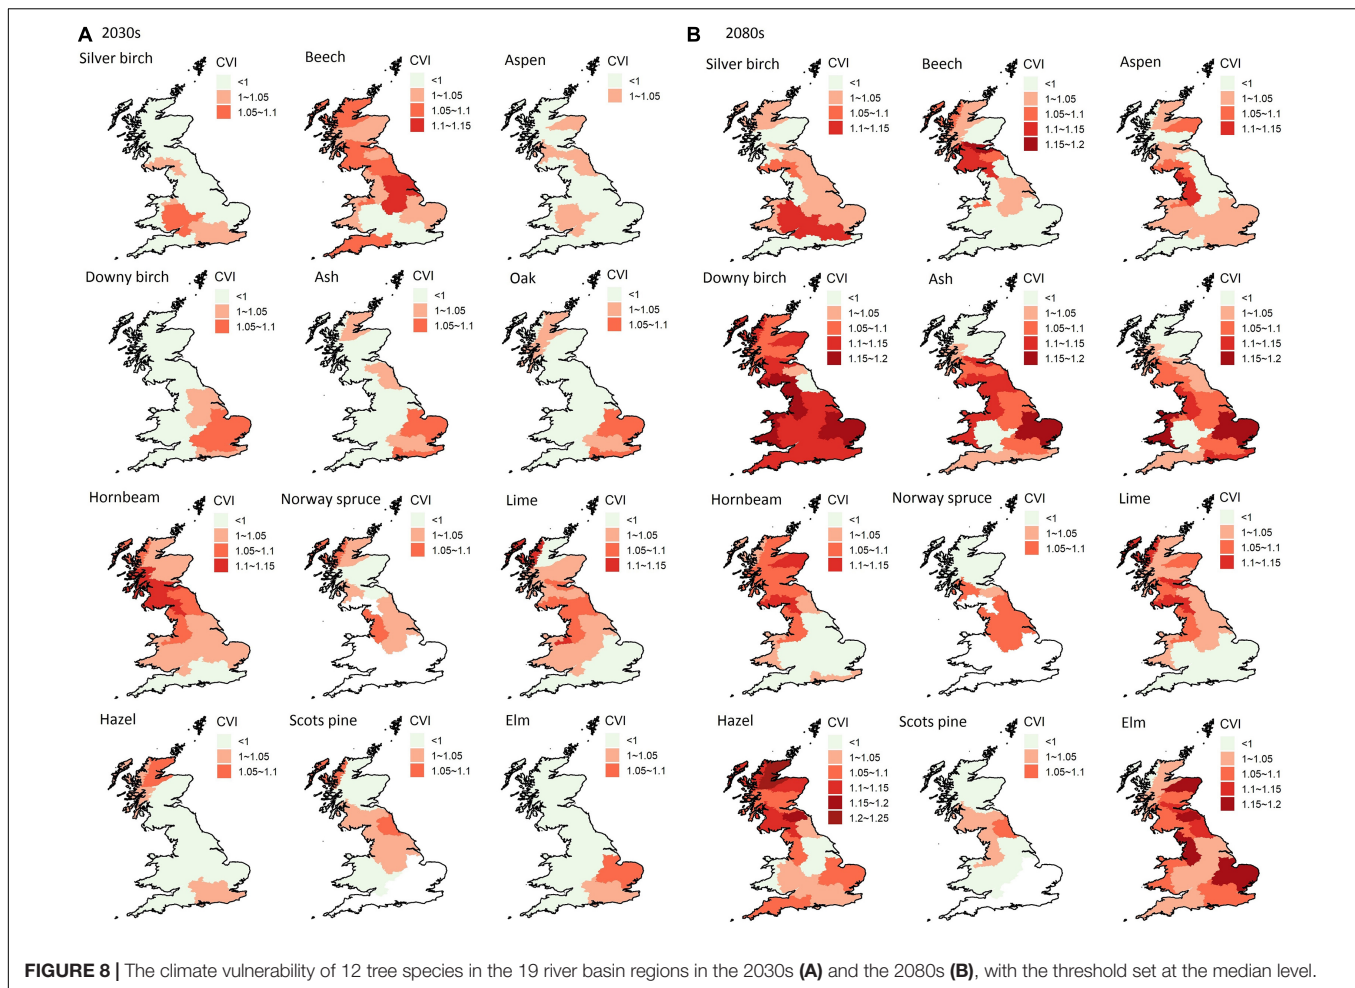 A 2030s
B 2080s
Silver birch
CVI
<1
1~1.05
1.05~1.1
Beech
CVI
<1
1~1.05
1.05~1.1
1.1~1.15
Aspen
CVI
<1
1~1.05
Silver birch
CVI
<1
1~1.05
1.05~1.1
1.1~1.15
Beech
CVI
<1
1~1.05
1.05~1.1
1.1~1.15
1.15~1.2
Aspen
CVI
<1
1~1.05
1.05~1.1
1.1~1.15
Downy birch
CVI
<1
1~1.05
1.05~1.1
Ash
CVI
<1
1~1.05
1.05~1.1
Oak
CVI
<1
1~1.05
1.05~1.1
Downy birch
CVI
<1
1~1.05
1.05~1.1
1.1~1.15
1.15~1.2
Ash
CVI
<1
1~1.05
1.05~1.1
1.1~1.15
1.15~1.2
Oak
CVI
<1
1~1.05
1.05~1.1
1.1~1.15
1.15~1.2
Hornbeam
CVI
<1
1~1.05
1.05~1.1
1.1~1.15
Norway spruce
CVI
<1
1~1.05
1.05~1.1
Lime
CVI
<1
1~1.05
1.05~1.1
1.1~1.15
Hornbeam
CVI
<1
1~1.05
1.05~1.1
1.1~1.15
Norway spruce
CVI
<1
1~1.05
1.05~1.1
Lime
CVI
<1
1~1.05
1.05~1.1
1.1~1.15
Hazel
CVI
<1
1~1.05
1.05~1.1
Scots pine
CVI
<1
1~1.05
1.05~1.1
Elm
CVI
<1
1~1.05
1.05~1.1
Hazel
CVI
<1
1~1.05
1.05~1.1
1.1~1.15
1.15~1.2
1.2~1.25
Scots pine
CVI
<1
1~1.05
1.05~1.1
Elm
CVI
<1
1~1.05
1.05~1.1
1.1~1.15
1.15~1.2
FIGURE 8 | The climate vulnerability of 12 tree species in the 19 river basin regions in the 2030s (A) and the 2080s (B), with the threshold set at the median level.